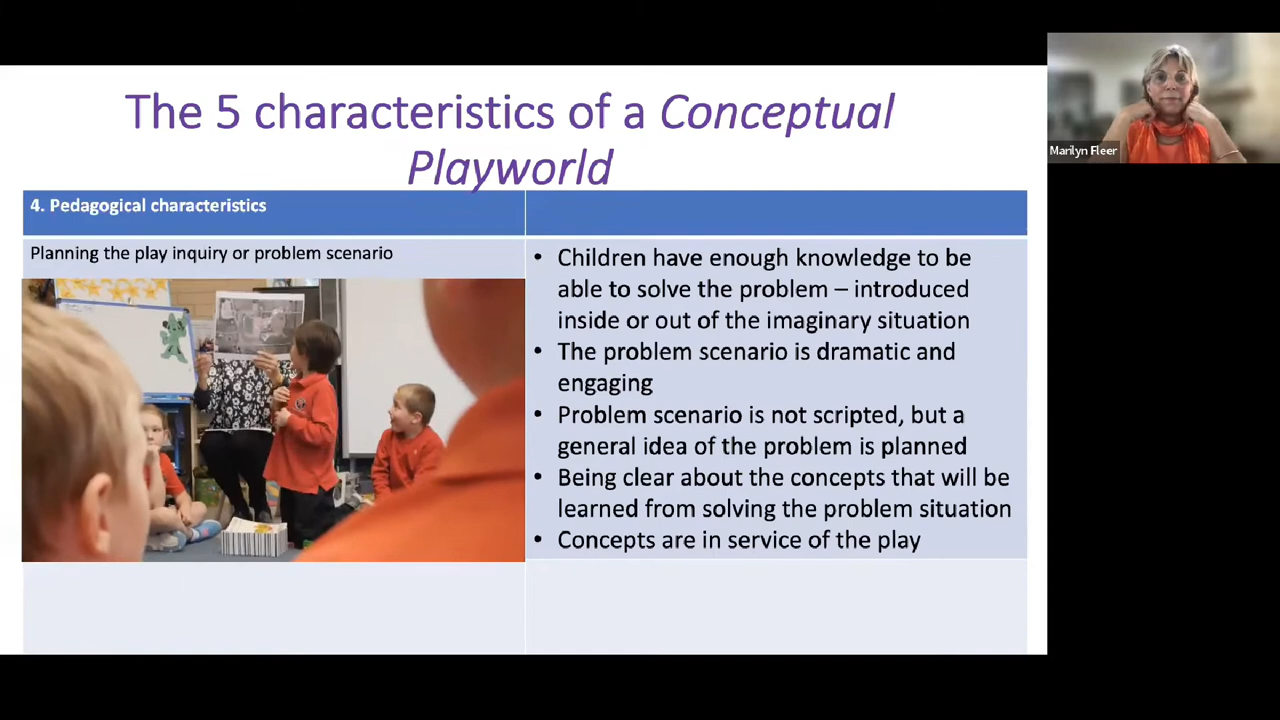 The 5 characteristics of a Conceptual
Playworld
Marilyn Fleer
4. Pedagogical characteristics
Planning the play inquiry or problem scenario
• Children have enough knowledge to be
able to solve the problem – introduced
inside or out of the imaginary situation
• The problem scenario is dramatic and
engaging
• Problem scenario is not scripted, but a
general idea of the problem is planned
• Being clear about the concepts that will be
learned from solving the problem situation
• Concepts are in service of the play